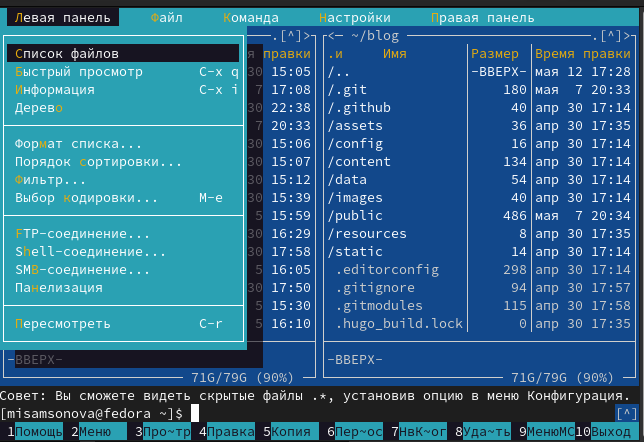 Левая панель Файл Команда Настройки Правая панель
.[^]> <─ ~/blog .[^]>
Список файлов я правки .и Имя Размер Время правки
Быстрый просмотр C-x q 30 15:05 /.. -ВВЕРХ- мая 12 17:28
Информация C-x i 7 17:08 /.git 180 мая 7 20:33
Дерево 30 22:38 /.github 40 апр 30 17:14
7 20:33 /assets 36 апр 30 17:35
Формат списка... 30 15:06 /config 16 апр 30 17:14
Порядок сортировки... 30 15:07 /content 134 апр 30 17:14
Фильтр... 30 15:12 /data 54 апр 30 17:14
Выбор кодировки... M-e 30 15:39 /images 40 апр 30 17:14
5 15:59 /public 486 мая 7 20:34
FTP-соединение... 30 16:29 /resources 8 апр 30 17:35
Shell-соединение... 30 17:58 /static 14 апр 30 17:14
SMB-соединение... 5 16:05 .editorconfig 298 апр 30 17:14
Панелизация 30 17:50 .gitignore 94 апр 30 17:57
5 15:30 .gitmodules 115 апр 30 17:58
Пересмотреть C-r 5 16:10 .hugo_build.lock 0 апр 30 17:35
-ВВЕРХ- -ВВЕРХ-
71G/79G (90%) 71G/79G (90%)
Совет: Вы сможете видеть скрытые файлы .*, установив опцию в меню Конфигурация.
[misamsonova@fedora ~]$ [^]
1Помощь 2Меню 3Про~тр 4Правка 5Копия 6Пер~ос 7НвК~ог 8Уда~ть 9МенюMC 10Выход